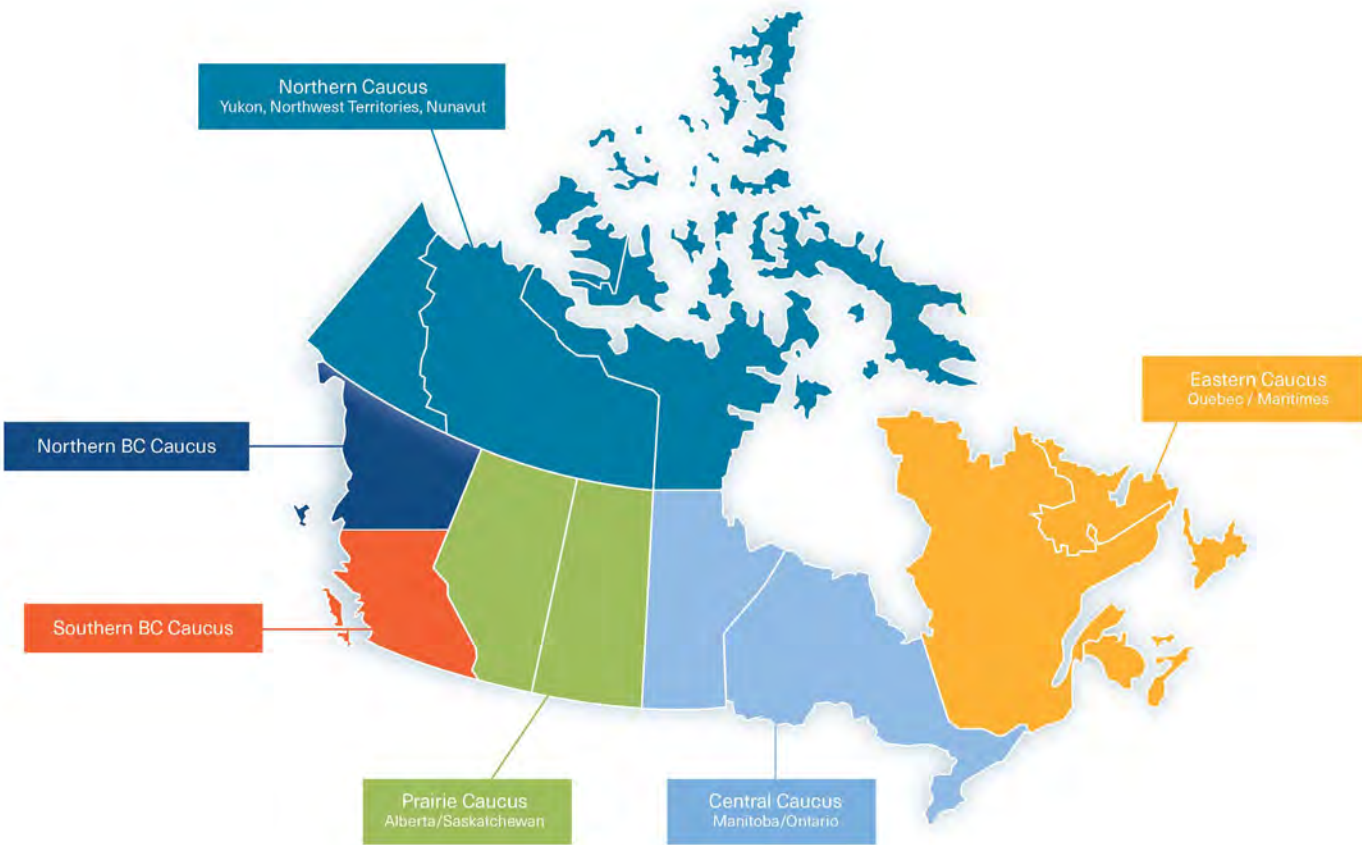 Northern Caucus
Yukon, Northwest Territories, Nunavut
Eastern Caucus
Quebec / Maritimes
Northern BC Caucus
Southern BC Caucus
Prairie Caucus
Alberta/Saskatchewan
Central Caucus
Manitoba/Ontario